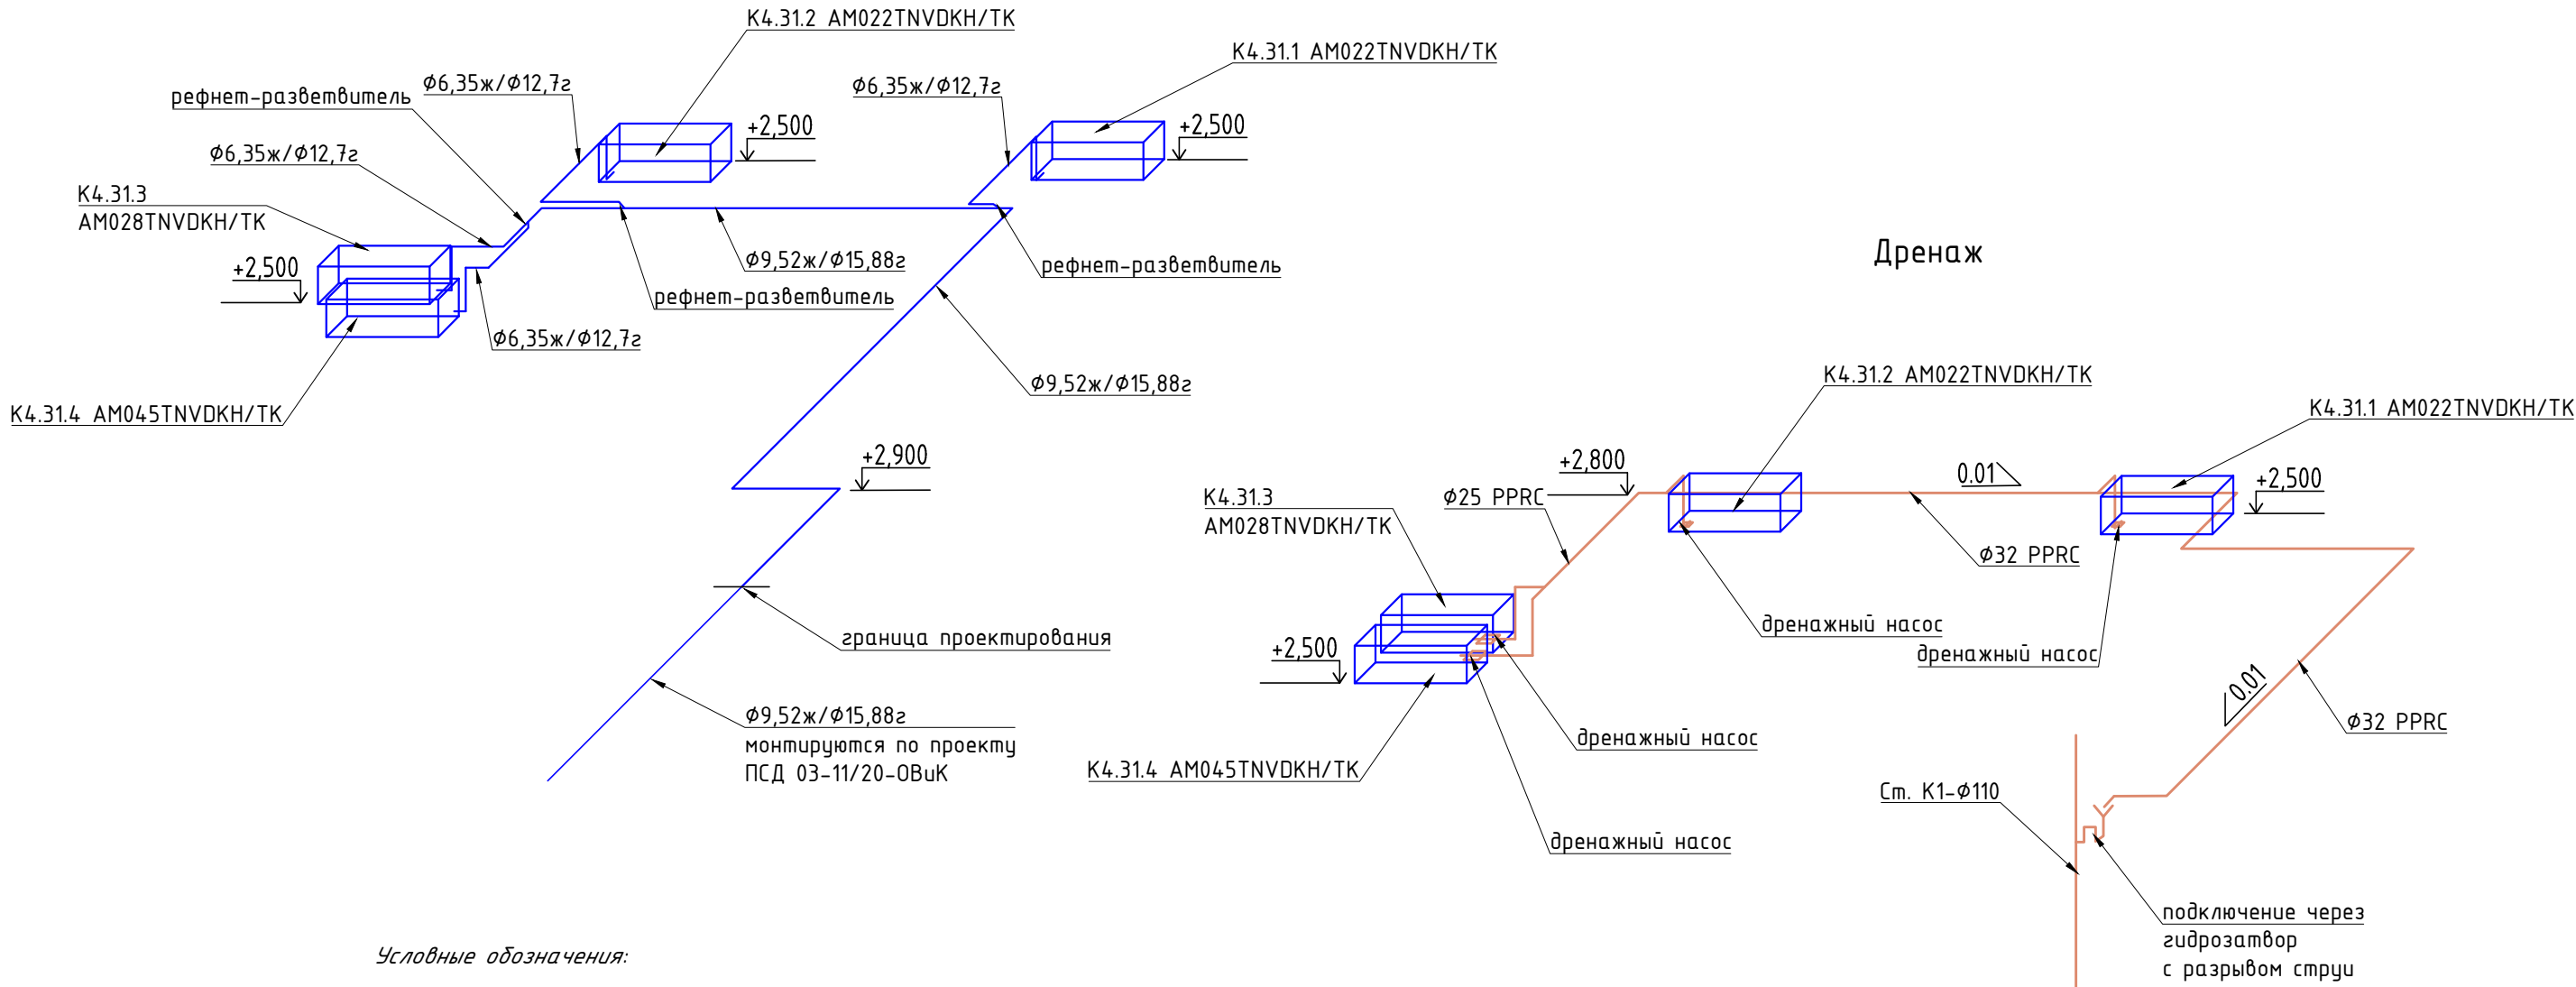 К4.31.2 AM022TNVDKH/TK
К4.31.1 AM022TNVDKH/TK
рефнет-разветвитель
Ф6,35ж/Ф12,7г
Ф6,35ж/Ф12,7г
+2,500
+2,500
Ф6,35ж/Ф12,7г
К4.31.3
AM028TNVDKH/TK
+2,500
Ф9,52ж/Ф15,88г
рефнет-разветвитель
рефнет-разветвитель
Ф6,35ж/Ф12,7г
Ф9,52ж/Ф15,88г
К4.31.4 AM045TNVDKH/TK
+2,900
граница проектирования
Ф9,52ж/Ф15,88г
монтируются по проекту
ПСД 03-11/20-ОВиК
Условные обозначения:
Дренаж
К4.31.2 AM022TNVDKH/TK
К4.31.1 AM022TNVDKH/TK
+2,800
0.01
+2,500
К4.31.3
AM028TNVDKH/TK
Ф25 PPRC
Ф32 PPRC
дренажный насос
дренажный насос
+2,500
0.01
Ф32 PPRC
дренажный насос
К4.31.4 AM045TNVDKH/TK
Ст. К1-Ф110
дренажный насос
подключение через
гидрозатвор
с разрывом струи